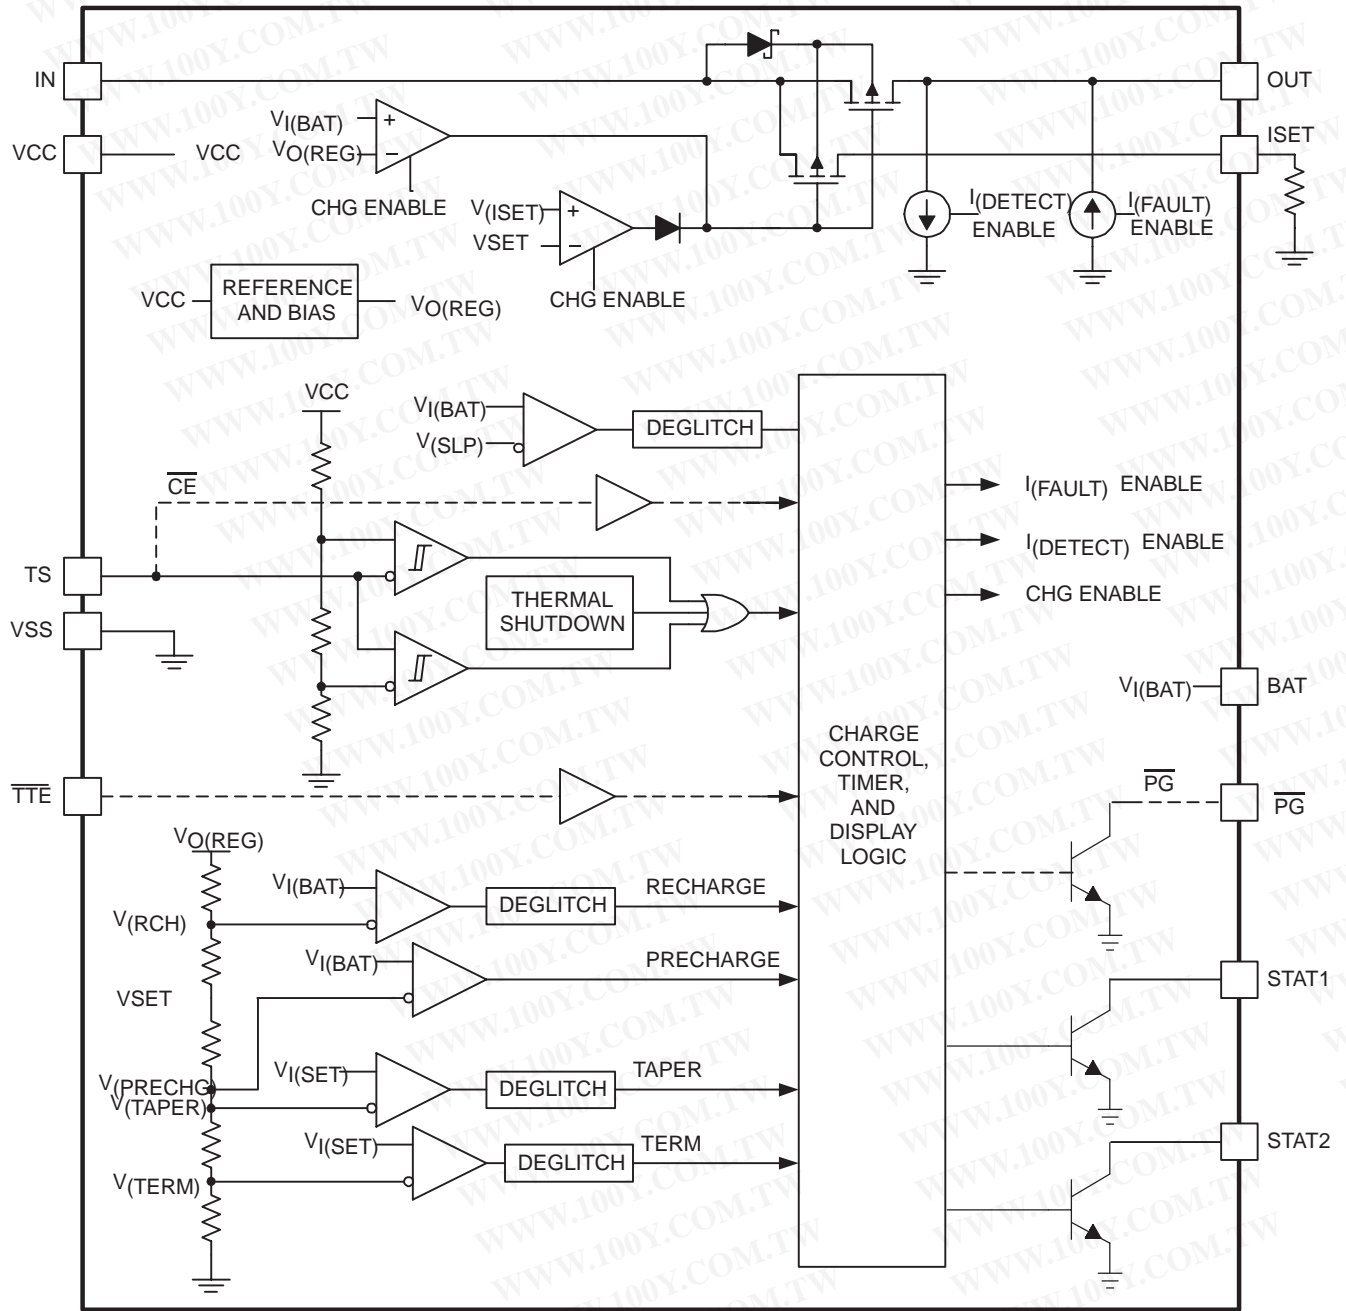 IN
OUT
VI(BAT)
VO(REG)
+
−
CHG ENABLE
VCC
VCC
ISET
V(ISET)
VSET
+
−
CHG ENABLE
I(DETECT)
ENABLE
I(FAULT)
ENABLE
VCC
REFERENCE
AND BIAS
VO(REG)
VCC
VI(BAT)
V(SLP)
DEGLITCH
CE
I(FAULT) ENABLE
I(DETECT) ENABLE
CHG ENABLE
TS
VSS
THERMAL
SHUTDOWN
VI(BAT)
BAT
CHARGE
CONTROL,
TIMER,
AND
DISPLAY
LOGIC
TTE
PG
PG
VO(REG)
V(RCH)
VI(BAT)
DEGLITCH
RECHARGE
VI(BAT)
PRECHARGE
VSET
STAT1
V(PRECHG)
V(TAPER)
VI(SET)
DEGLITCH
TAPER
VI(SET)
DEGLITCH
TERM
V(TERM)
STAT2
WWW.100Y.COM.TW